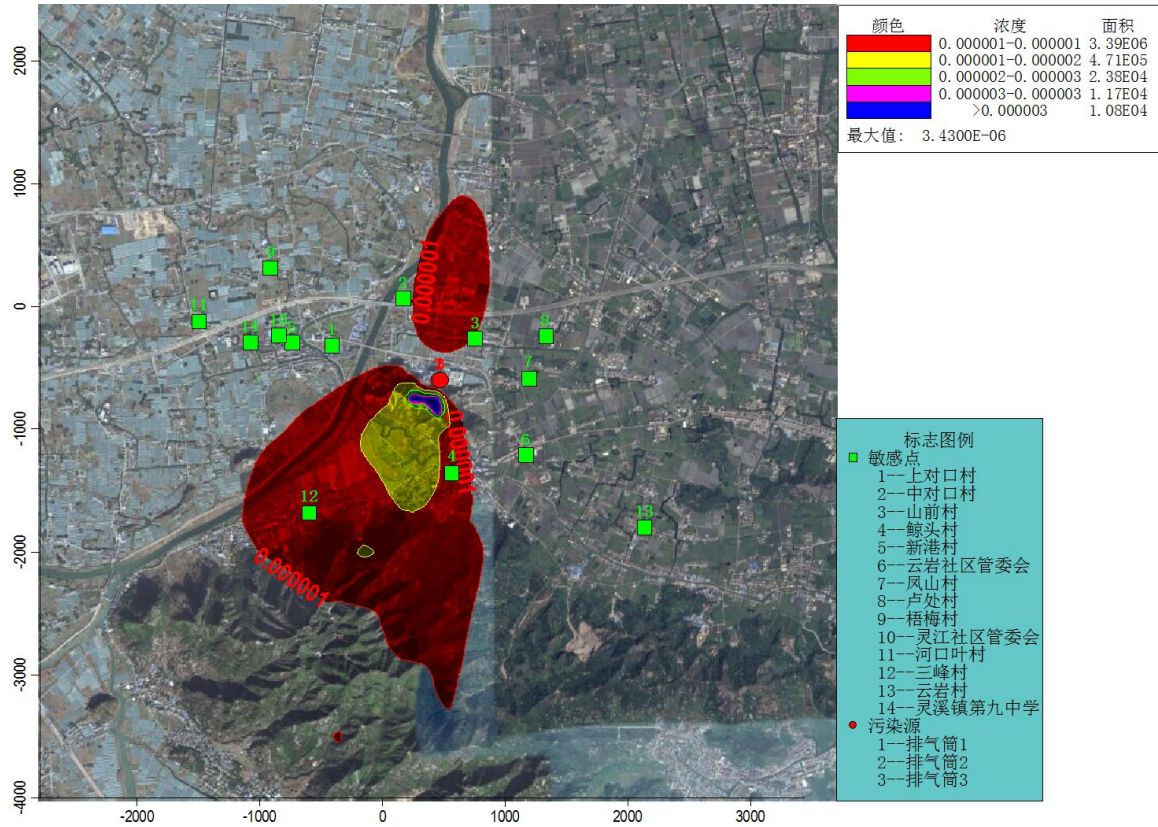 颜色 浓度 面积
0.000001-0.000001 3.39E06
0.000001-0.000002 4.71E05
0.000002-0.000003 2.38E04
0.000003-0.000003 1.17E04
>0.000003 1.08E04
最大值: 3.4300E-06
2000
1000
0
-1000
-2000
-3000
-4000
-2000 -1000 0 1000 2000 3000
0.000001
0.000001
0.000001
9
2
11
14
10
5
1
3
8
7
2
6
4
12
13
标志图例
敏感点
1--上对口村
2--中对口村
3--山前村
4--鲸头村
5--新港村
6--云岩社区管委会
7--凤山村
8--卢处村
9--梧梅村
10--灵江社区管委会
11--河口叶村
12--三峰村
13--云岩村
14--灵溪镇第九中学
污染源
1--排气筒1
2--排气筒2
3--排气筒3